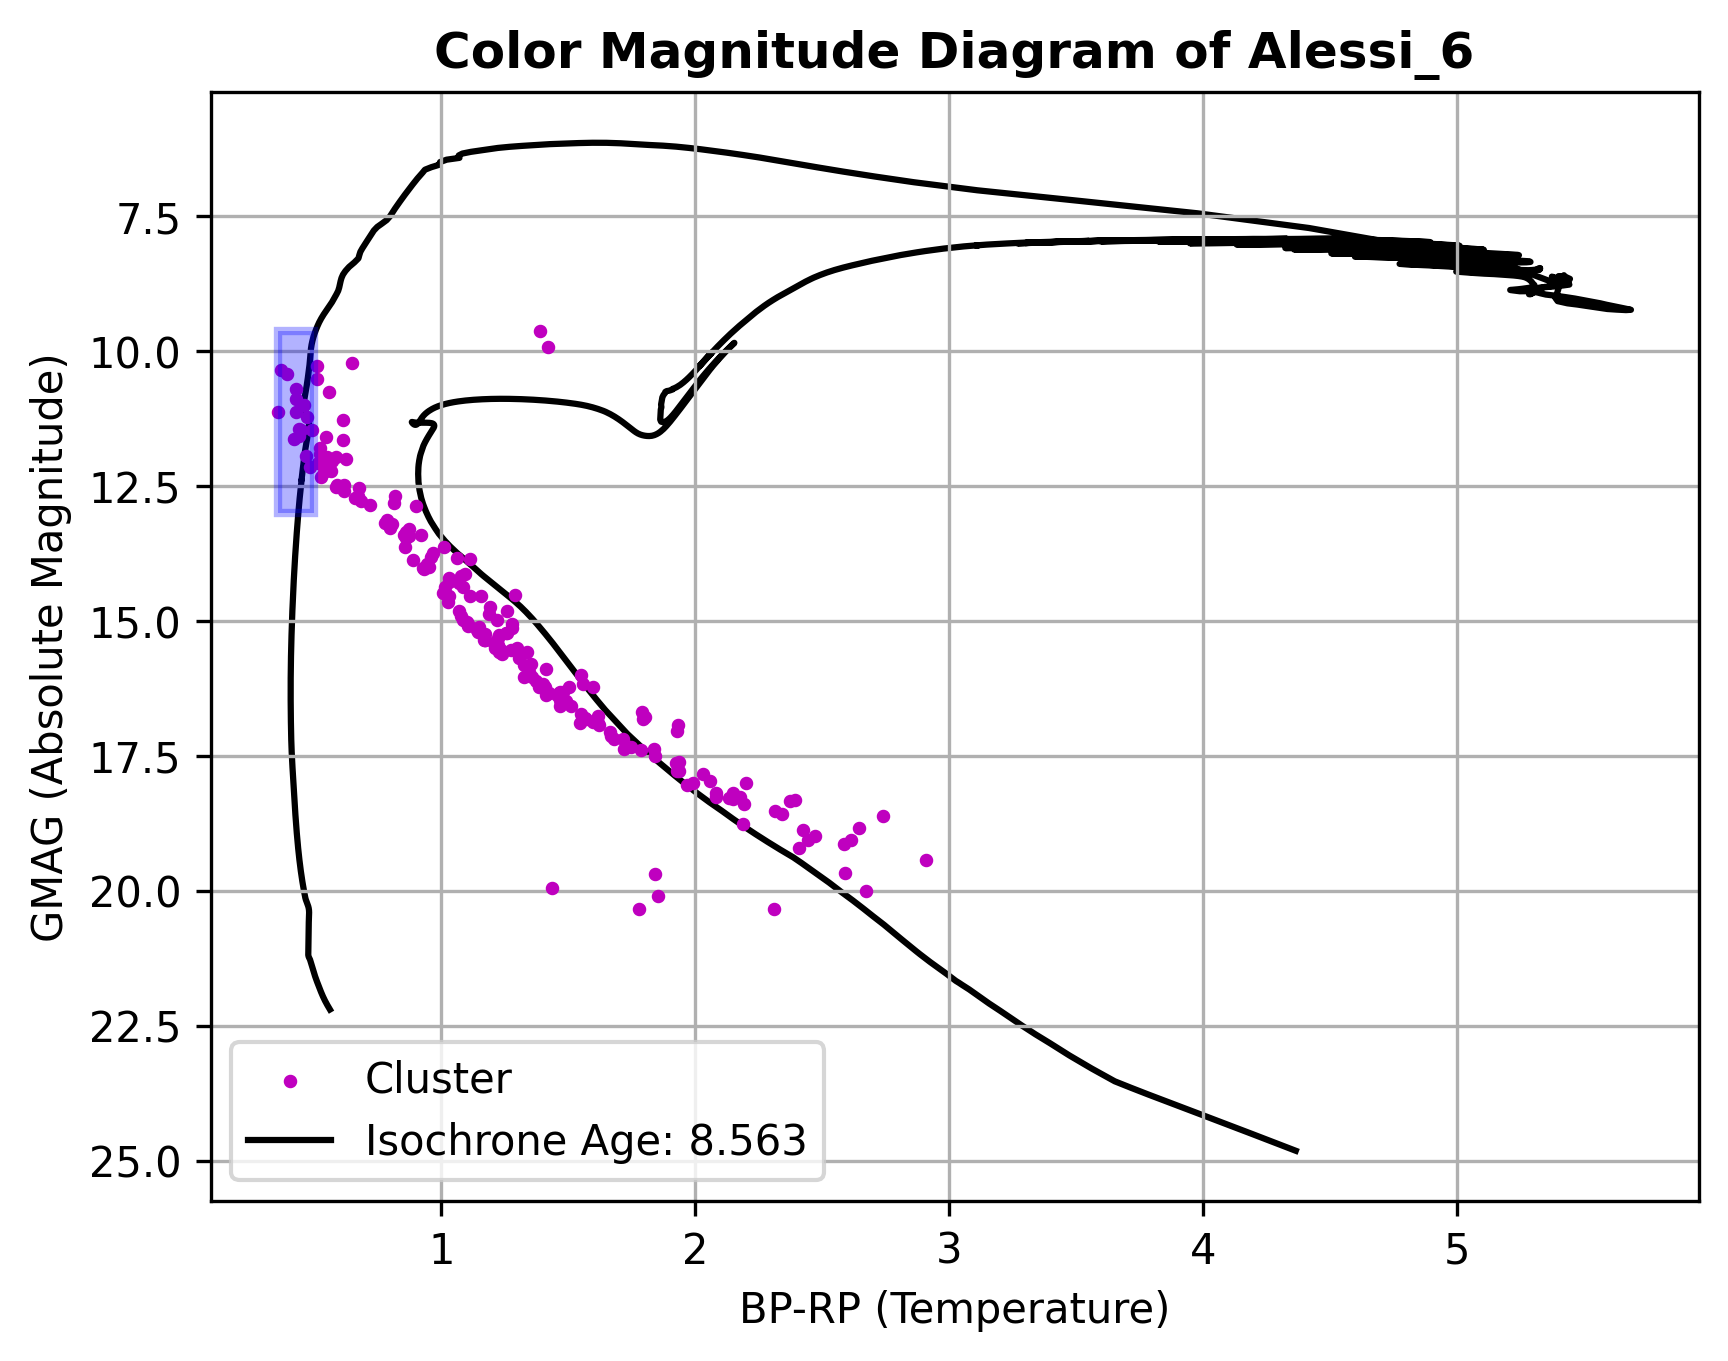 Color Magnitude Diagram of Alessi_6
GMAG (Absolute Magnitude)
7.5
10.0
12.5
15.0
17.5
20.0
22.5
25.0
Cluster
Isochrone Age: 8.563
1 2 3 4 5
BP-RP (Temperature)